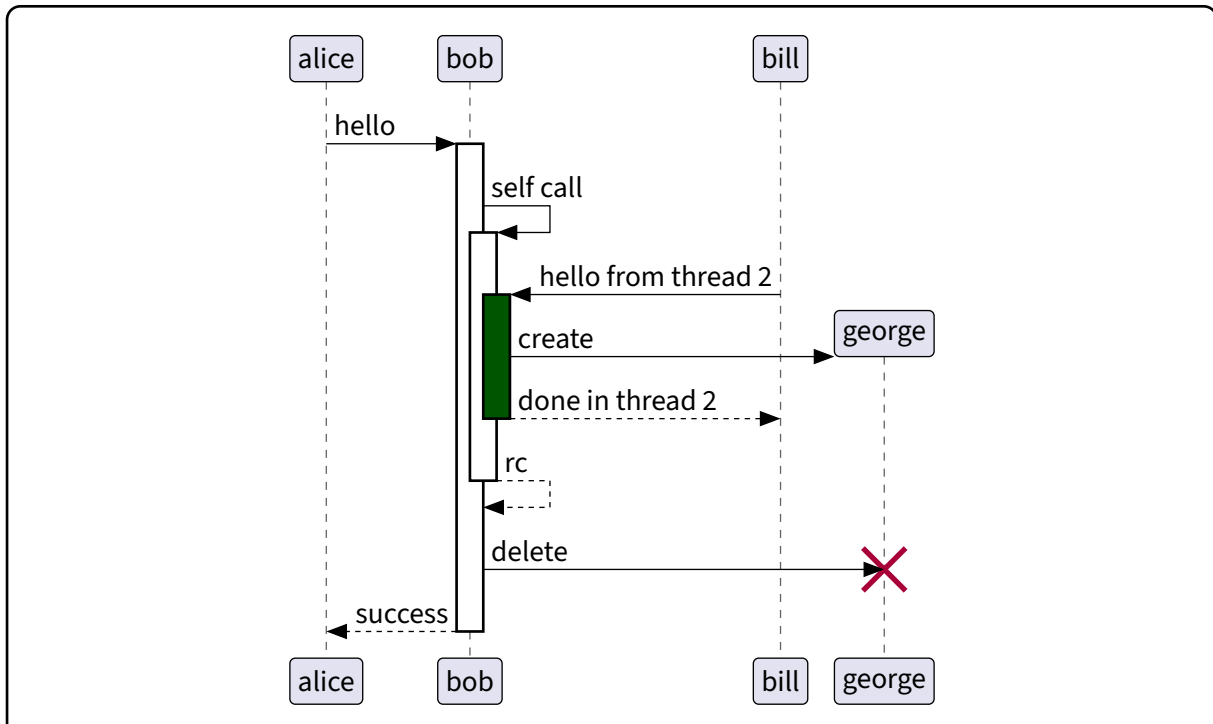 alice
bob
bill
hello
self call
hello from thread 2
george
create
done in thread 2
rc
delete
success
alice
bob
bill
george